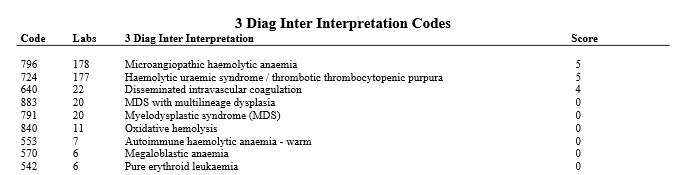 3 Diag Inter Interpretation Codes
Code Labs 3 Diag Inter Interpretation Score
796 178 Microangiopathic haemolytic anaemia 5
724 177 Haemolytic uraemic syndrome / thrombotic thrombocytopenic purpura 5
640 22 Disseminated intravascular coagulation 4
883 20 MDS with multilineage dysplasia 0
791 20 Myelodysplastic syndrome (MDS) 0
840 11 Oxidative hemolysis 0
553 7 Autoimmune haemolytic anaemia - warm 0
570 6 Megaloblastic anaemia 0
542 6 Pure erythroid leukaemia 0